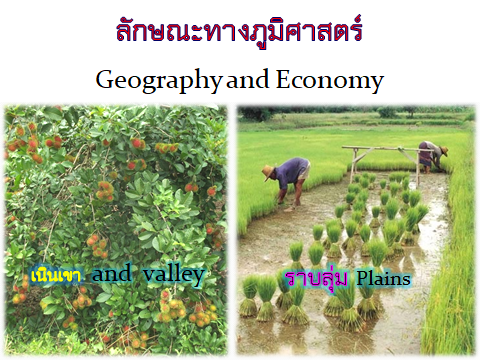 ลักษณะทางภูมิศาสตร์
Geography and Economy
เนินเขา and valley
ราบลุ่ม Plains